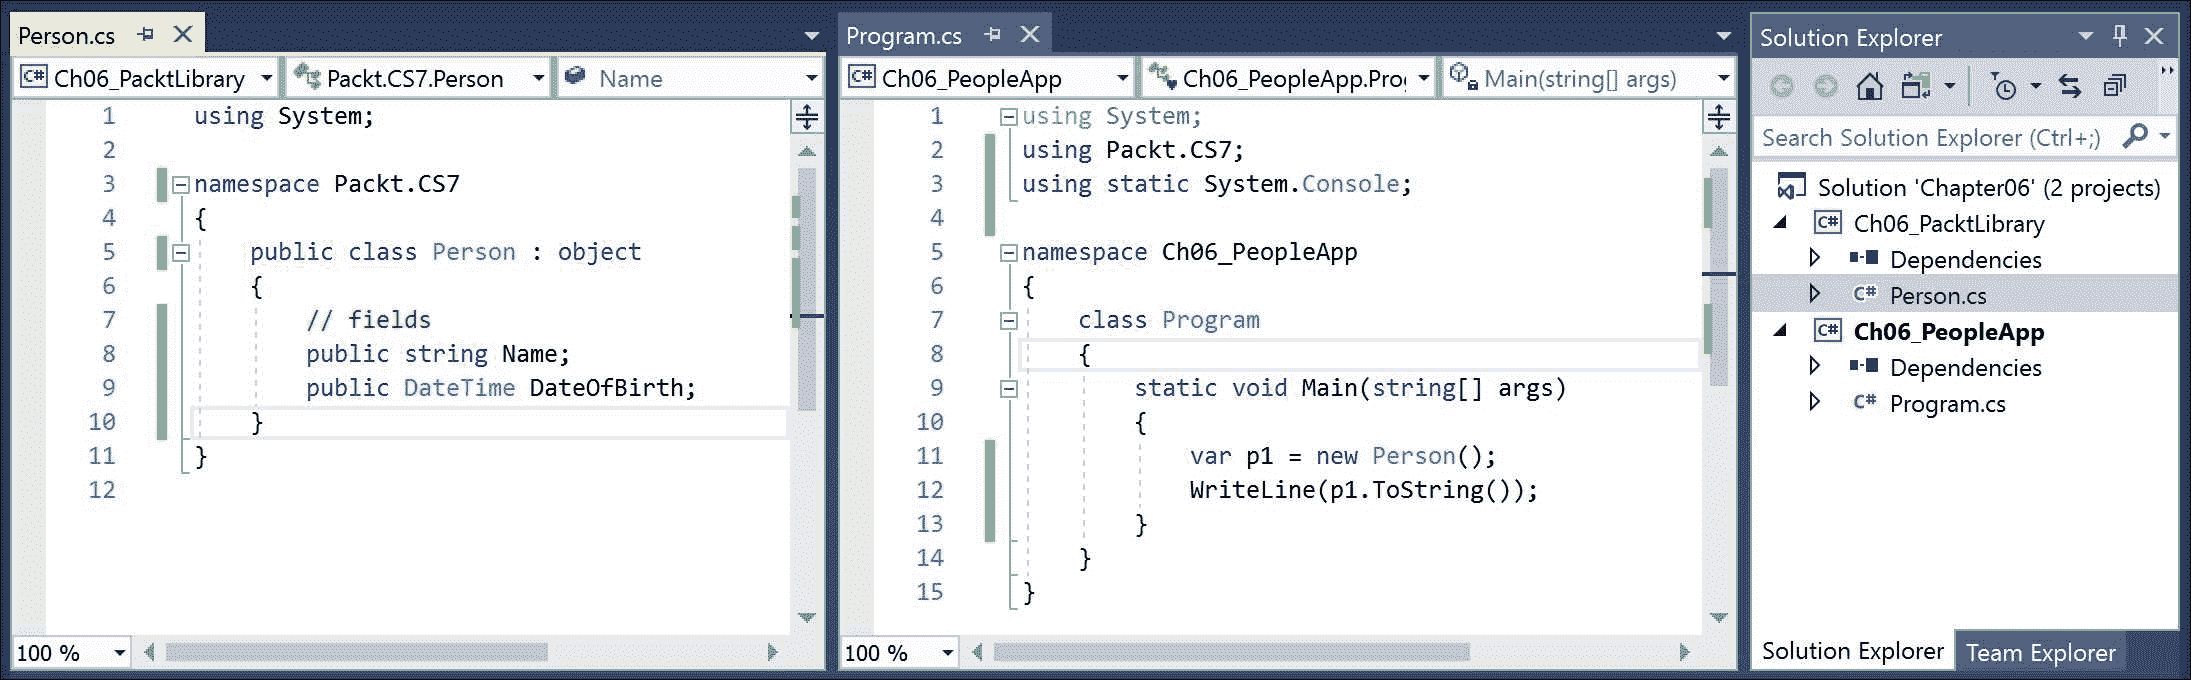 Person.cs
Ch06_PacktLibrary Packt.CS7.Person Name
1 using System;
2
3 namespace Packt.CS7
4 {
5 public class Person : object
6 {
7 // fields
8 public string Name;
9 public DateTime DateOfBirth;
10 }
11 }
12
100 %
Program.cs
Ch06_PeopleApp Ch06_PeopleApp.Prog Main(string[] args)
1 using System;
2 using Packt.CS7;
3 using static System.Console;
4
5 namespace Ch06_PeopleApp
6 {
7 class Program
8 {
9 static void Main(string[] args)
10 {
11 var p1 = new Person();
12 WriteLine(p1.ToString());
13 }
14 }
15 }
100 %
Solution Explorer
Search Solution Explorer (Ctrl+;)
Solution 'Chapter06' (2 projects)
C# Ch06_PacktLibrary
Dependencies
C# Person.cs
C# Ch06_PeopleApp
Dependencies
C# Program.cs
Solution Explorer Team Explorer